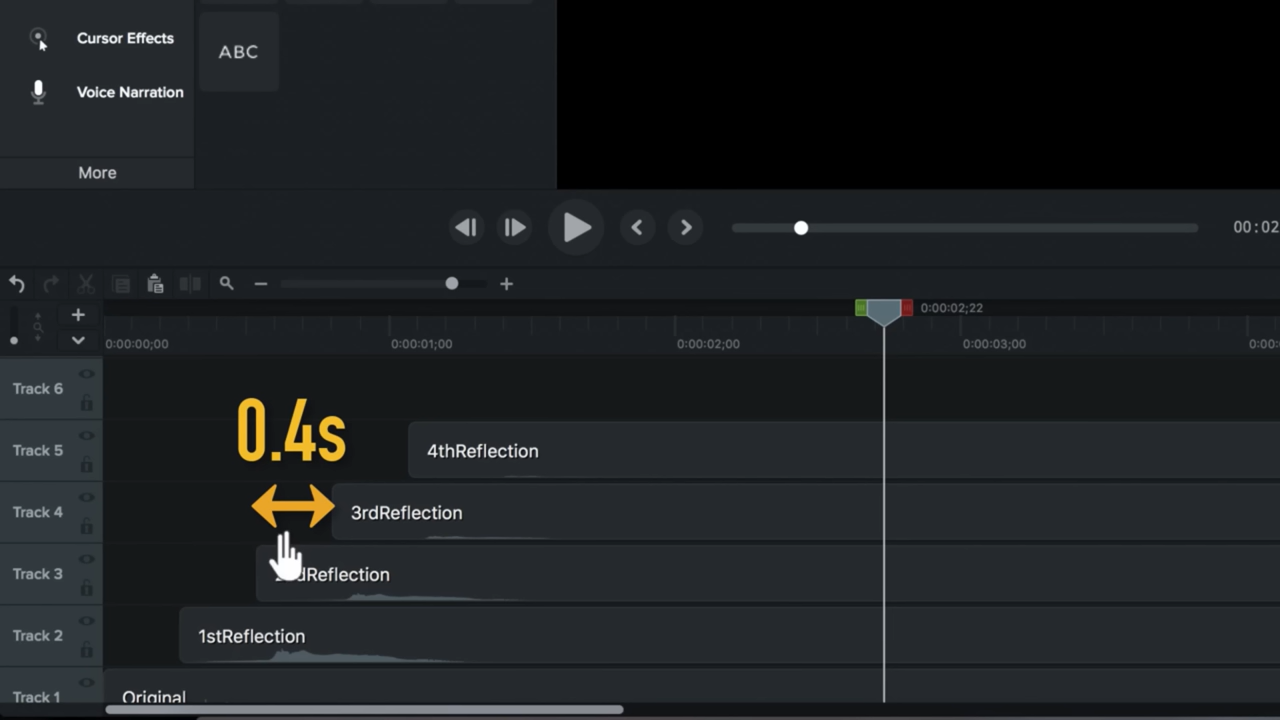 Cursor Effects
ABC
Voice Narration
More
00:02
0:00:02;22
0:00:00;00
0:00:01;00
0:00:02;00
0:00:03;00
0:00:
Track 6
0.4s
Track 5
4thReflection
Track 4
3rdReflection
Track 3
dReflection
Track 2
1stReflection
Track 1
Original